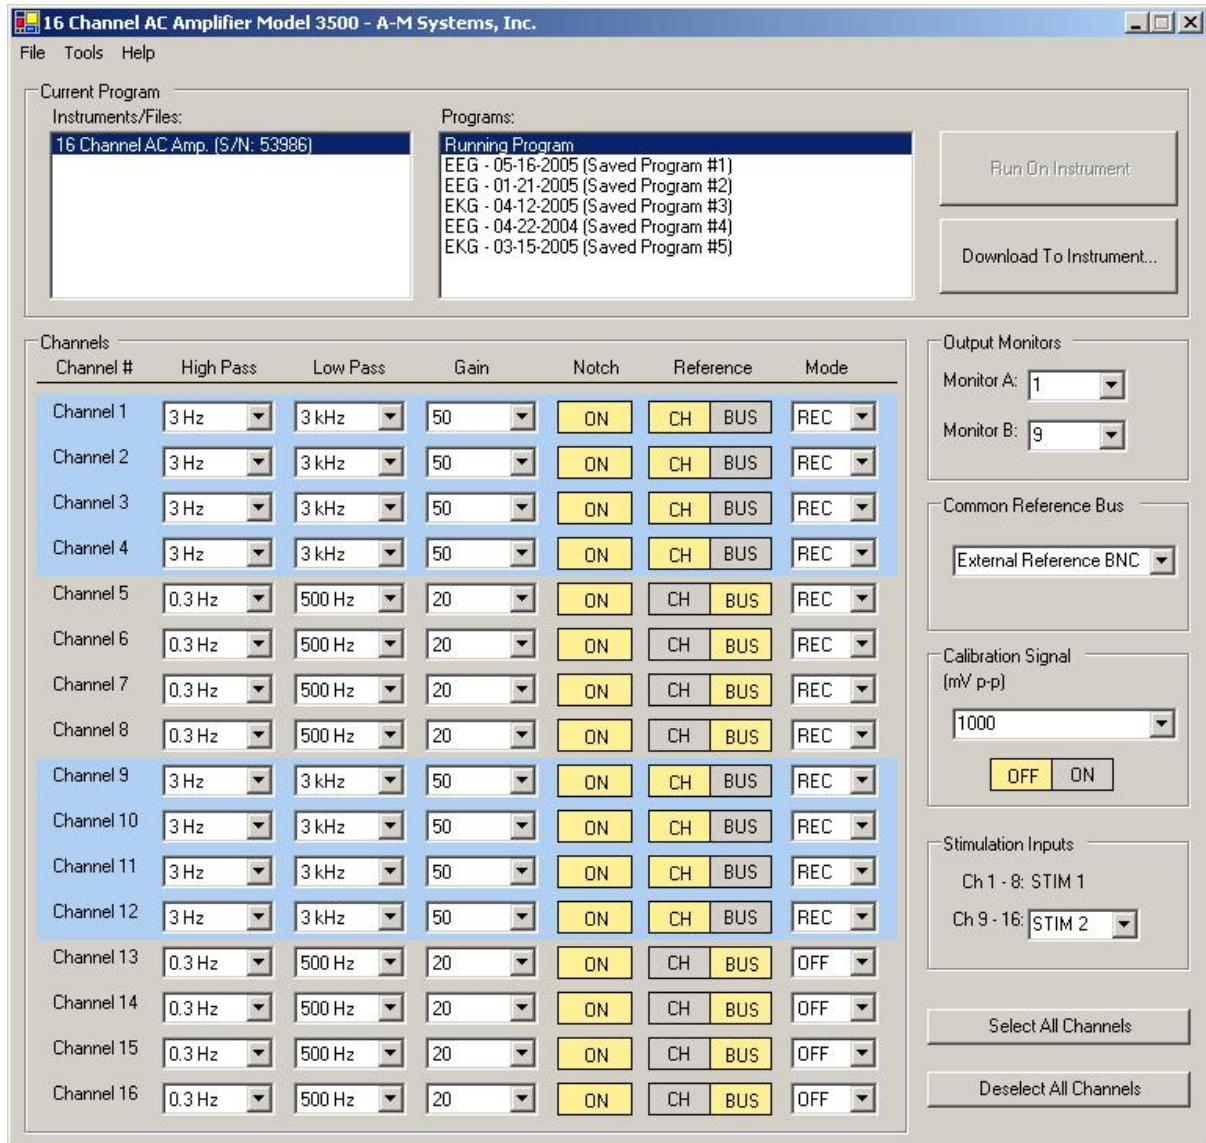 16 Channel AC Amplifier Model 3500 - A-M Systems, Inc.
File Tools Help
Current Program
Instruments/Files:
16 Channel AC Amp. (S/N: 53986)
Programs:
Running Program
EEG - 05-16-2005 (Saved Program #1)
EEG - 01-21-2005 (Saved Program #2)
EKG - 04-12-2005 (Saved Program #3)
EEG - 04-22-2004 (Saved Program #4)
EKG - 03-15-2005 (Saved Program #5)
Run On Instrument
Download To Instrument...
Channels
Channel # High Pass Low Pass Gain Notch Reference Mode
Channel 1 3 Hz 3 kHz 50 ON CH BUS REC
Channel 2 3 Hz 3 kHz 50 ON CH BUS REC
Channel 3 3 Hz 3 kHz 50 ON CH BUS REC
Channel 4 3 Hz 3 kHz 50 ON CH BUS REC
Channel 5 0.3 Hz 500 Hz 20 ON CH BUS REC
Channel 6 0.3 Hz 500 Hz 20 ON CH BUS REC
Channel 7 0.3 Hz 500 Hz 20 ON CH BUS REC
Channel 8 0.3 Hz 500 Hz 20 ON CH BUS REC
Channel 9 3 Hz 3 kHz 50 ON CH BUS REC
Channel 10 3 Hz 3 kHz 50 ON CH BUS REC
Channel 11 3 Hz 3 kHz 50 ON CH BUS REC
Channel 12 3 Hz 3 kHz 50 ON CH BUS REC
Channel 13 0.3 Hz 500 Hz 20 ON CH BUS OFF
Channel 14 0.3 Hz 500 Hz 20 ON CH BUS OFF
Channel 15 0.3 Hz 500 Hz 20 ON CH BUS OFF
Channel 16 0.3 Hz 500 Hz 20 ON CH BUS OFF
Output Monitors
Monitor A: 1
Monitor B: 9
Common Reference Bus
External Reference BNC
Calibration Signal
(mV p-p)
1000
OFF ON
Stimulation Inputs
Ch 1 - 8: STIM 1
Ch 9 - 16: STIM 2
Select All Channels
Deselect All Channels